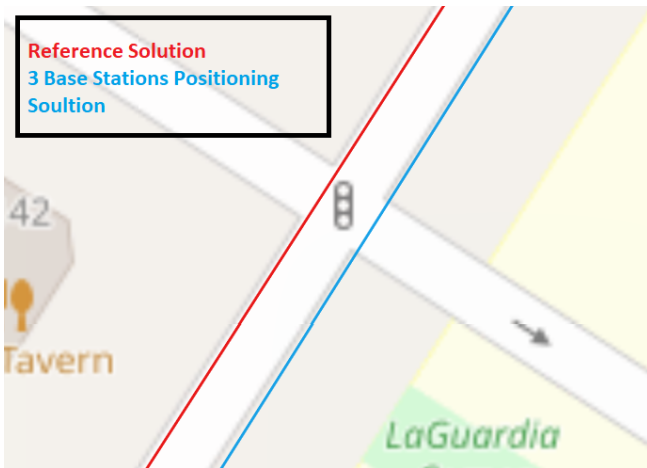 Reference Solution
3 Base Stations Positioning
Soultion
42
Tavern
LaGuardia